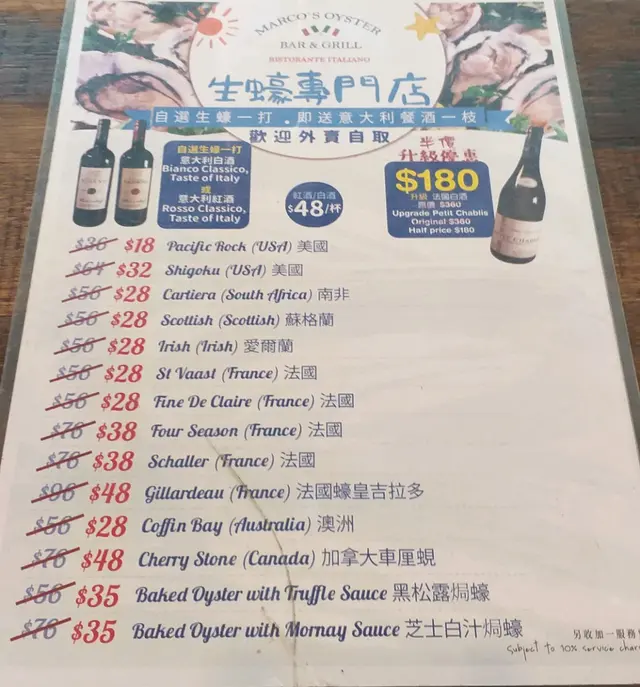 MARCO'S OYSTER
BAR & GRILL
RISTORANTE ITALIANO
生蠔專門店
自選生蠔一打 . 即送意大利餐酒一枝
歡迎外賣自取
自選生蠔一打
意大利白酒
Bianco Classico,
Taste of Italy
或
意大利紅酒
Rosso Classico,
Taste of Italy
紅酒/白酒
$48/杯
半價
升級優惠
$180
升級 法國白酒
原價 $360
Upgrade Petit Chablis
Original $360
Half price $180
$36 $18 Pacific Rock (USA) 美國
$64 $32 Shigoku (USA) 美國
$56 $28 Cartiera (South Africa) 南非
$56 $28 Scottish (Scottish) 蘇格蘭
$56 $28 Irish (Irish) 愛爾蘭
$56 $28 St Vaast (France) 法國
$56 $28 Fine De Claire (France) 法國
$76 $38 Four Season (France) 法國
$76 $38 Schaller (France) 法國
$96 $48 Gillardeau (France) 法國蠔皇吉拉多
$56 $28 Coffin Bay (Australia) 澳洲
$76 $48 Cherry Stone (Canada) 加拿大車厘蜆
$56 $35 Baked Oyster with Truffle Sauce 黑松露焗蠔
$76 $35 Baked Oyster with Mornay Sauce 芝士白汁焗蠔
另收加一服務
Subject to 10% service